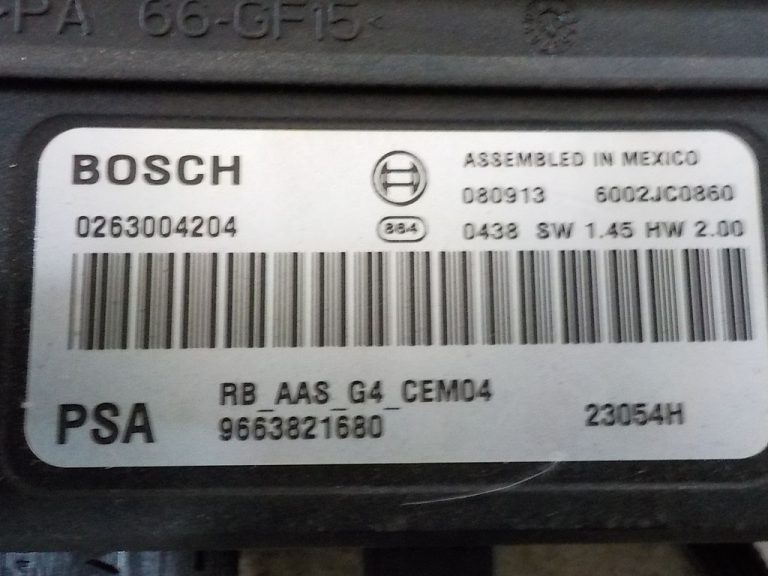 >PA 66-GF15<
BOSCH
ASSEMBLED IN MEXICO
080913 6002JC0860
0263004204
864
0438 SW 1.45 HW 2.00
RB_AAS_G4_CEM04
PSA
9663821680
23054H